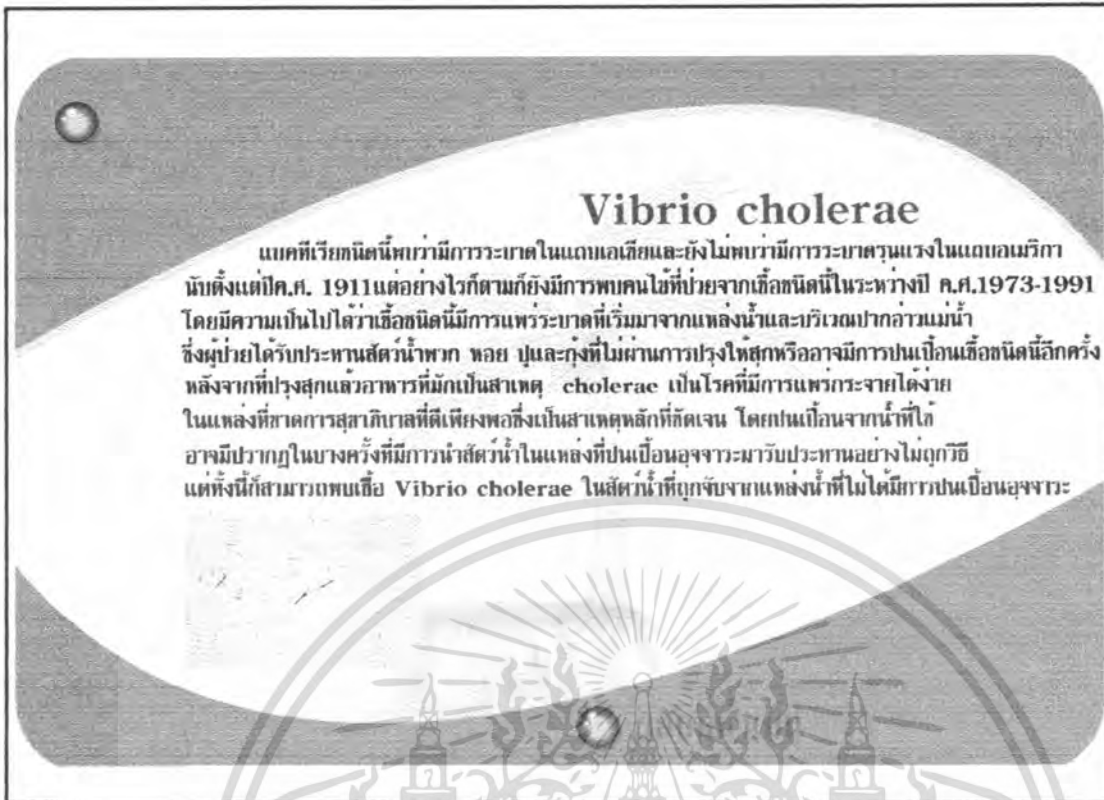 Vibrio cholerae
แบคทีเรียชนิดนี้พบว่ามีการระบาดในแถบเอเชียและยังไม่พบว่ามีการระบาดรุนแรงในแถบอเมริกา
นับตั้งแต่ปีค.ศ. 1911แต่อย่างไรก็ตามก็ยังมีการพบคนไข้ที่ป่วยจากเชื้อชนิดนี้ในระหว่างปี ค.ศ.1973-1991
โดยมีความเป็นไปได้ว่าเชื้อชนิดนี้มีการแพร่ระบาดที่เริ่มมาจากแหล่งน้ำและบริเวณปากอ่าวแม่น้ำ
ซึ่งผู้ป่วยได้รับประทานสัตว์น้ำพวก หอย ปูและกุ้งที่ไม่ผ่านการปรุงให้สุกหรืออาจมีการปนเปื้อนเชื้อชนิดนี้อีกครั้ง
หลังจากที่ปรุงสุกแล้วอาหารที่มักเป็นสาเหตุ cholerae เป็นโรคที่มีการแพร่กระจายได้ง่าย
ในแหล่งที่ขาดการสุขาภิบาลที่ดีเพียงพอซึ่งเป็นสาเหตุหลักที่ชัดเจน โดยปนเปื้อนจากน้ำที่ใช้
อาจมีปรากฏในบางครั้งที่มีการนำสัตว์น้ำในแหล่งที่ปนเปื้อนอุจจาระมารับประทานอย่างไม่ถูกวิธี
แต่ทั้งนี้ก็สามารถพบเชื้อ Vibrio cholerae ในสัตว์น้ำที่ถูกจับจากแหล่งน้ำที่ไม่ได้มีการปนเปื้อนอุจจาระ